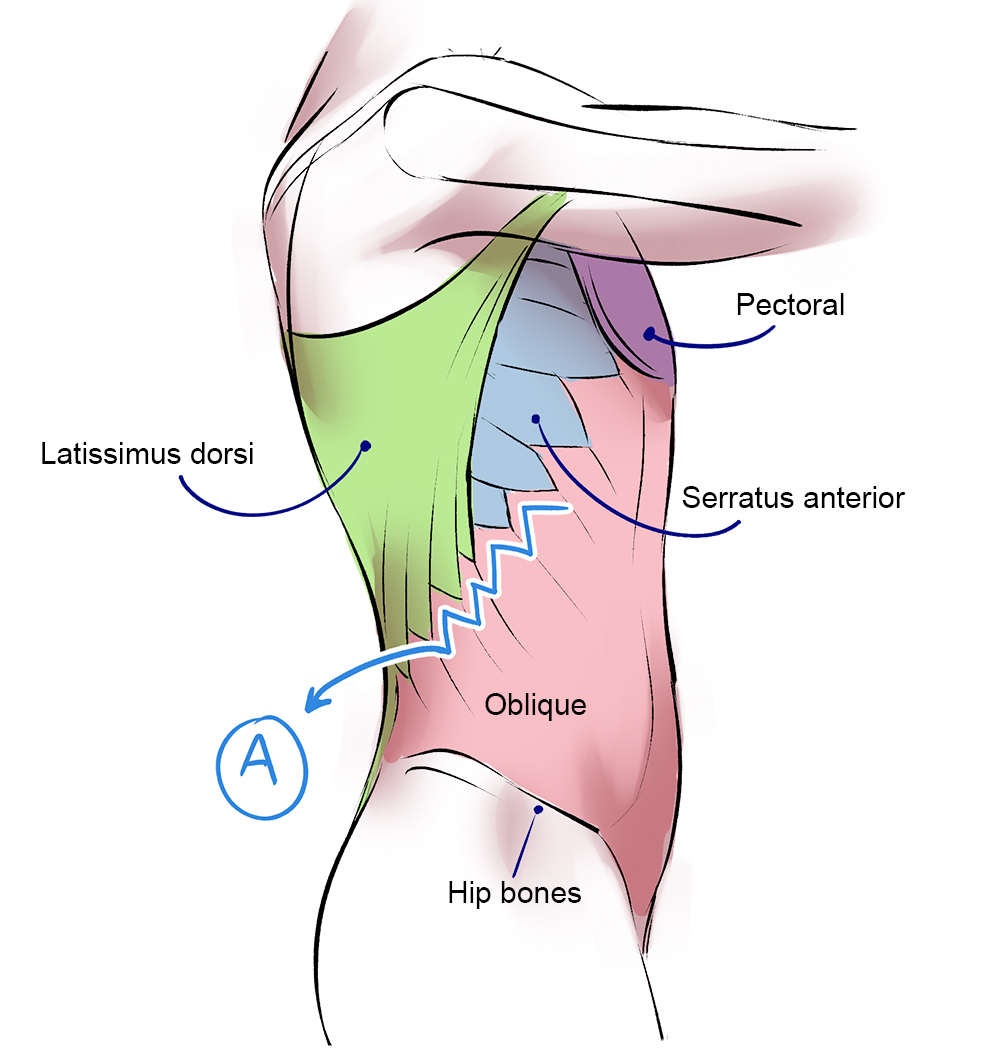 Pectoral
Latissimus dorsi
Serratus anterior
Oblique
A
Hip bones